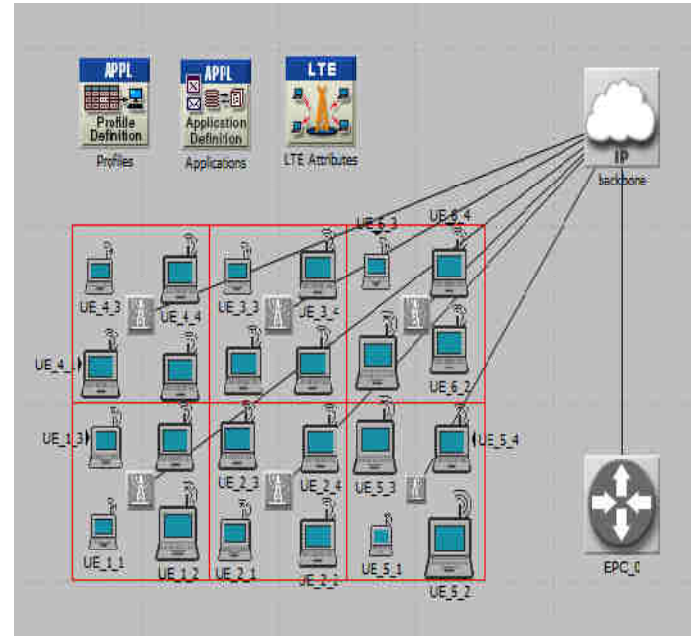 APPL
Profile
Definition
Profiles
APPL
Application
Definition
Applications
LTE
LTE Attributes
IP
backbone
UE_6_3
UE_6_4
UE_4_3
UE_4_4
UE_3_3
UE_3_4
UE_6_2
UE_1_3
UE_2_3
UE_2_4
UE_5_3
UE_5_4
UE_1_1
UE_1_2
UE_2_1
UE_2_2
UE_5_1
UE_5_2
EPC_0